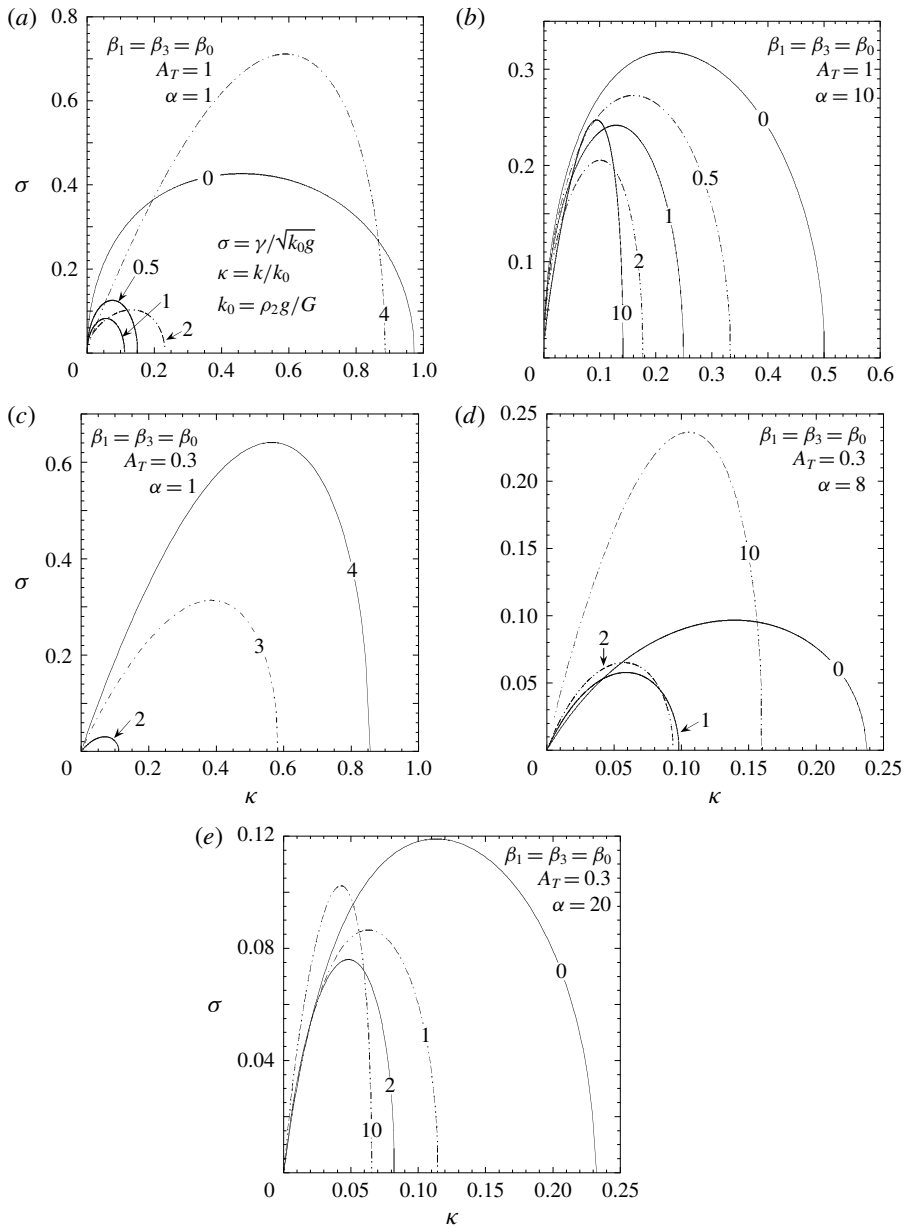 (a)
β₁ = β₃ = β₀
A_T = 1
α = 1
σ = γ/√k₀g
κ = k/k₀
k₀ = ρ₂g/G
0
0.5
1
2
4
0.8
0.6
0.4
0.2
σ
0 0.2 0.4 0.6 0.8 1.0
(b)
β₁ = β₃ = β₀
A_T = 1
α = 10
0
0.5
1
2
10
0.3
0.2
0.1
0 0.1 0.2 0.3 0.4 0.5 0.6
(c)
β₁ = β₃ = β₀
A_T = 0.3
α = 1
4
3
2
0.6
0.4
0.2
σ
0 0.2 0.4 0.6 0.8 1.0
κ
(d)
β₁ = β₃ = β₀
A_T = 0.3
α = 8
10
2
0
1
0.25
0.20
0.15
0.10
0.05
0 0.05 0.10 0.15 0.20 0.25
κ
(e)
β₁ = β₃ = β₀
A_T = 0.3
α = 20
0
1
2
10
0.12
0.08
0.04
σ
0 0.05 0.10 0.15 0.20 0.25
κ